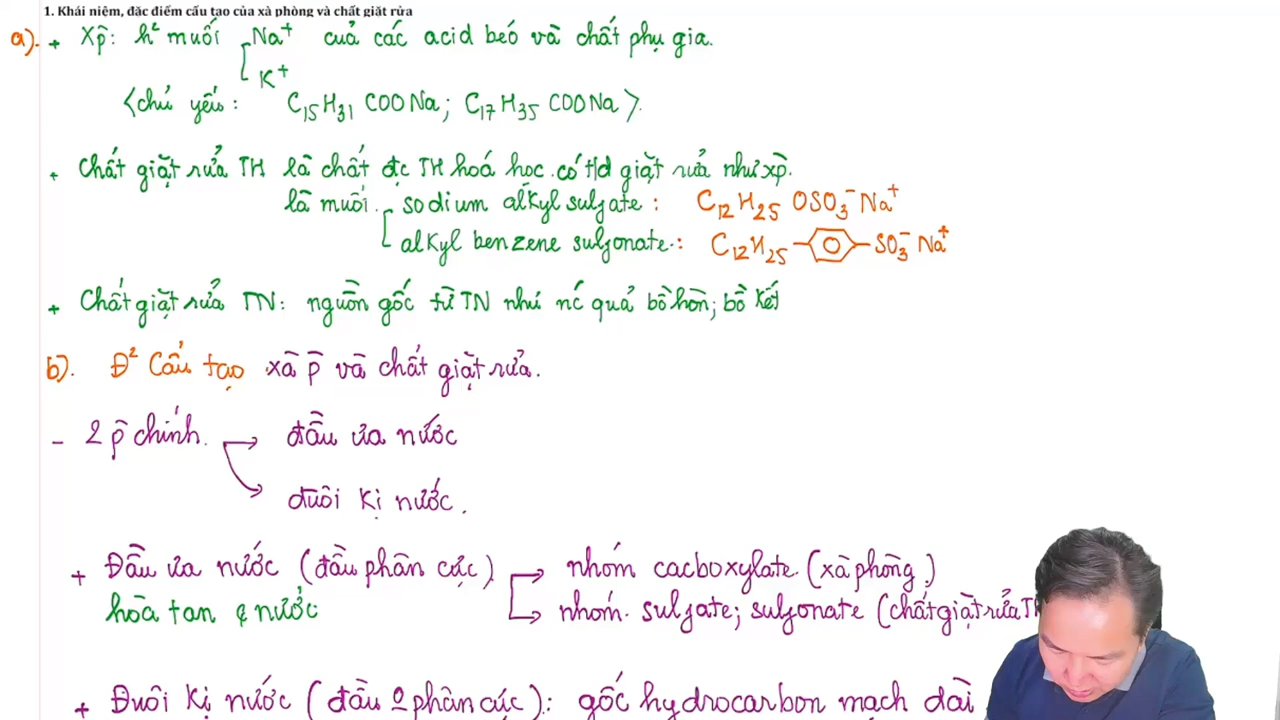 1. Khái niệm, đặc điểm cấu tạo của xà phòng và chất giặt rửa
a). + Xp̀: h² muối Na⁺ của các acid béo và chất phụ gia.
K⁺
<chủ yếu: C₁₅H₃₁COONa; C₁₇H₃₅COONa>.
+ Chất giặt rửa TH là chất đc TH hoá học có t/d giặt rửa như xp̀.
là muối sodium alkyl sulfate: C₁₂H₂₅OSO₃⁻Na⁺
alkyl benzene sulfonate: C₁₂H₂₅ SO₃⁻Na⁺
+ Chất giặt rửa TN: nguồn gốc từ TN như nc quả bồ hòn; bồ kết
b). Đ² Cấu tạo xà p̀ và chất giặt rửa.
- 2 p̀ chính. → đầu ưa nước
→ đuôi kị nước.
+ Đầu ưa nước (đầu phân cực) → nhóm cacboxylate (xà phòng)
hòa tan nước → nhóm sulfate; sulfonate (chất giặt rửa TH
+ Đuôi kị nước (đầu phân cực): gốc hydrocarbon mạch dài